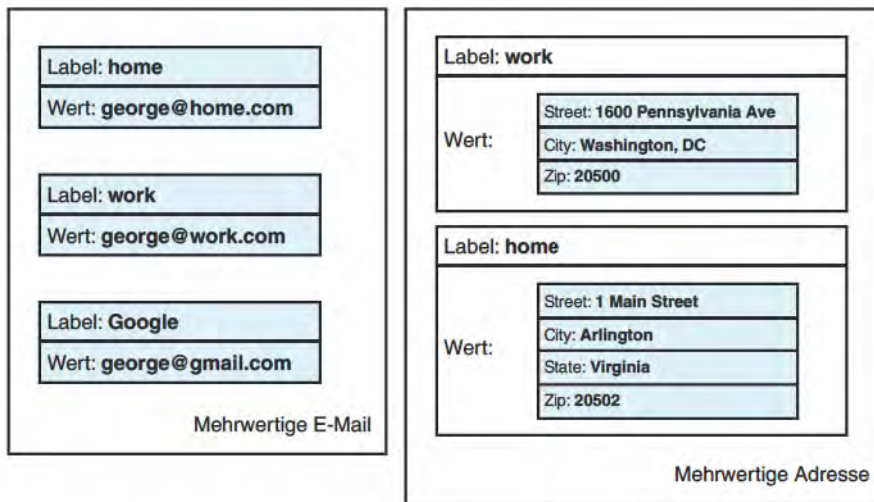 Label: home
Wert: george@home.com
Label: work
Wert: george@work.com
Label: Google
Wert: george@gmail.com
Mehrwertige E-Mail
Label: work
Wert:
Street: 1600 Pennsylvania Ave
City: Washington, DC
Zip: 20500
Label: home
Wert:
Street: 1 Main Street
City: Arlington
State: Virginia
Zip: 20502
Mehrwertige Adresse